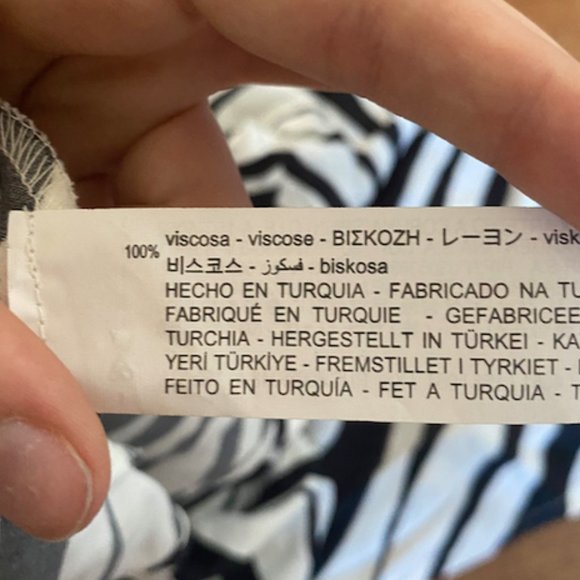 100% viscosa - viscose - ΒΙΣΚΟΖΗ - レーヨン -
비스코스 - فسكوز - biskosa
HECHO EN TURQUIA - FABRICADO NA
FABRIQUÉ EN TURQUIE - GEFABRICEE
TURCHIA - HERGESTELLT IN TÜRKEI -
YERİ TÜRKİYE - FREMSTILLET I TYRKIET -
FEITO EN TURQUÍA - FET A TURQUIA -